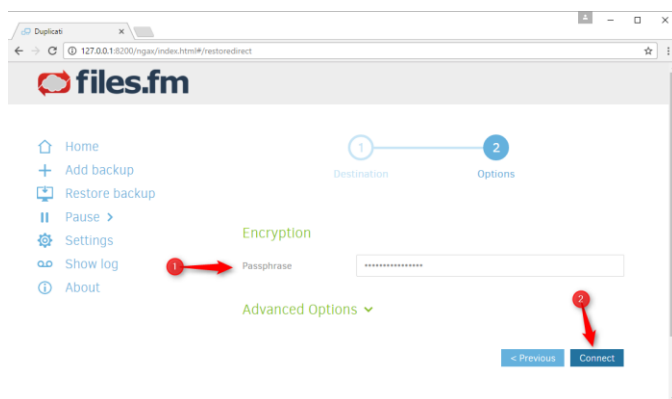 Duplicati
127.0.0.1:8200/ngax/index.html#/restoredirect
files.fm
Home
Add backup
Restore backup
Pause >
Settings
Show log
About
1
2
Destination
Options
Encryption
1
Passphrase
••••••••••••••••
Advanced Options
2
< Previous
Connect